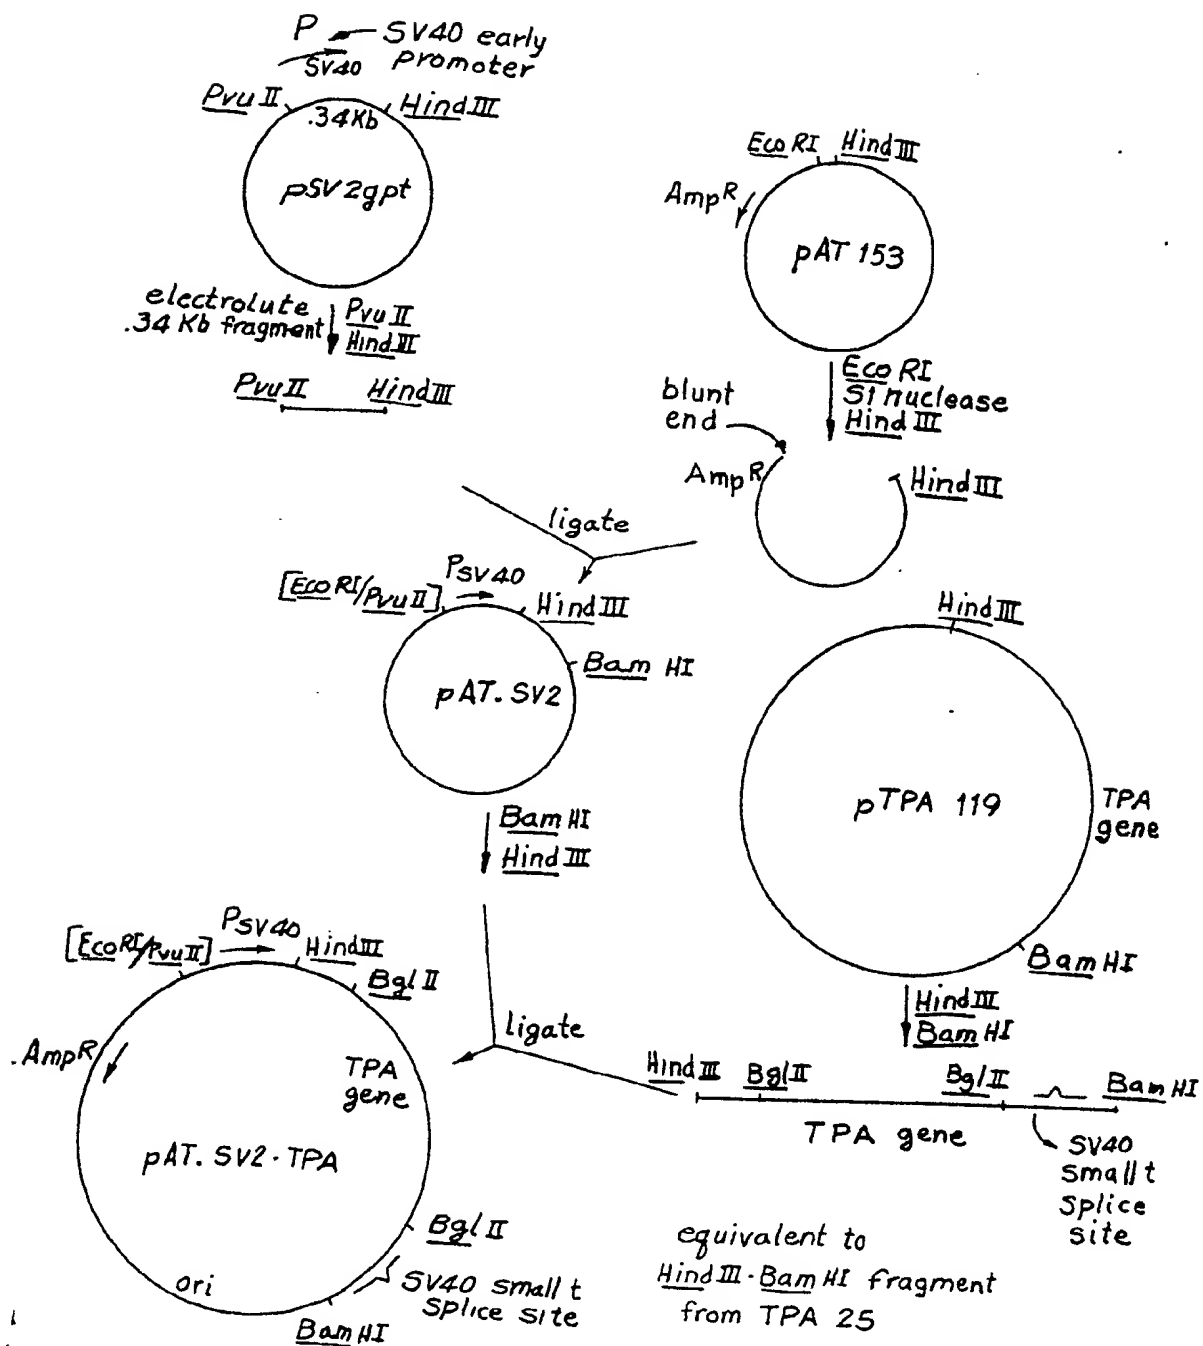 P ← SV40 early
promoter
SV40
Pvu II
.34Kb
Hind III
pSV2gpt
electrolute
.34 Kb fragment
Pvu II
Hind III
Pvu II
Hind III
Eco RI
Hind III
Amp R
pAT 153
Eco RI
S1 nuclease
Hind III
blunt
end
Amp R
Hind III
ligate
[Eco RI/Pvu II]
PSV40
Hind III
Bam HI
pAT.SV2
Bam HI
Hind III
Hind III
pTPA 119
TPA
gene
Bam HI
Hind III
Bam HI
Hind III
Bgl II
Bgl II
Bam HI
TPA gene
SV40
small t
splice
site
ligate
[Eco RI/Pvu II]
PSV40
Hind III
Bgl II
Amp R
TPA
gene
pAT. SV2 · TPA
Bgl II
ori
SV40 small t
splice site
Bam HI
equivalent to
Hind III · Bam HI fragment
from TPA 25